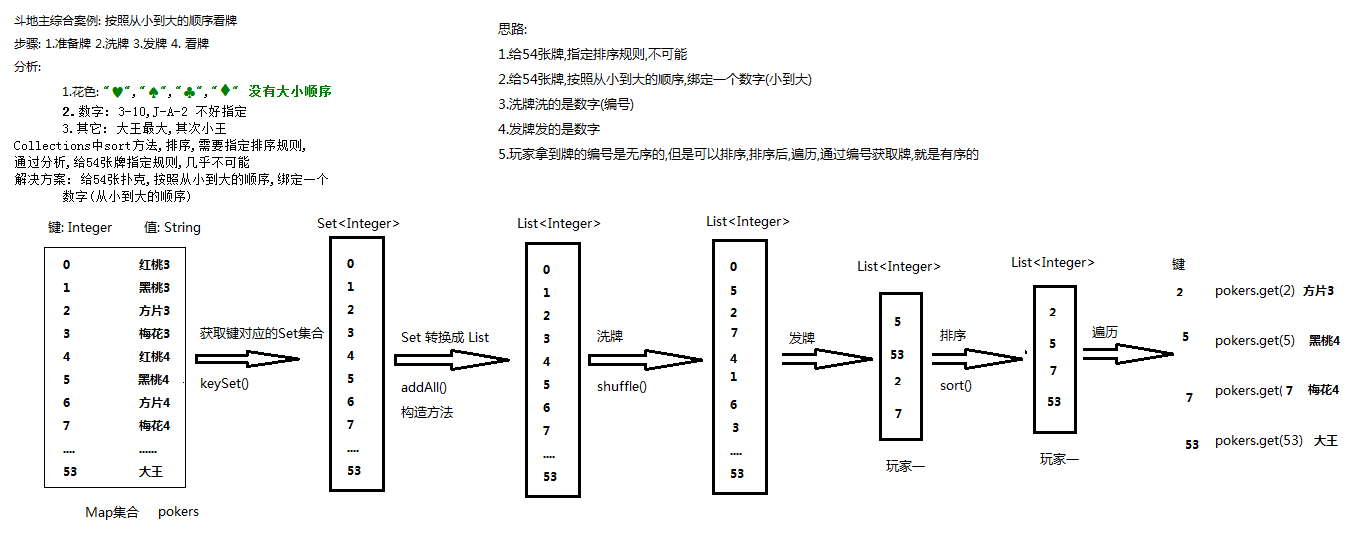 斗地主综合案例: 按照从小到大的顺序看牌
步骤: 1.准备牌 2.洗牌 3.发牌 4. 看牌
分析:
1.花色: "♥","♠","♣","♦" 没有大小顺序
2.数字: 3-10,J-A-2 不好指定
3.其它: 大王最大,其次小王
Collections中sort方法,排序,需要指定排序规则,
通过分析,给54张牌指定规则,几乎不可能
解决方案: 给54张扑克,按照从小到大的顺序,绑定一个
数字(从小到大的顺序)
思路:
1.给54张牌,指定排序规则,不可能
2.给54张牌,按照从小到大的顺序,绑定一个数字(小到大)
3.洗牌洗的是数字(编号)
4.发牌发的是数字
5.玩家拿到牌的编号是无序的,但是可以排序,排序后,遍历,通过编号获取牌,就是有序的
键: Integer 值: String
0 红桃3
1 黑桃3
2 方片3
3 梅花3
4 红桃4
5 黑桃4
6 方片4
7 梅花4
.... ......
53 大王
Map集合 pokers
获取键对应的Set集合
keySet()
Set<Integer>
0
1
2
3
4
5
6
7
....
53
Set 转换成 List
addAll()
构造方法
List<Integer>
0
1
2
3
4
5
6
7
....
53
洗牌
shuffle()
List<Integer>
0
5
2
7
4
1
6
3
....
53
发牌
List<Integer>
5
53
2
7
玩家一
排序
sort()
List<Integer>
2
5
7
53
玩家一
遍历
键
2 pokers.get(2) 方片3
5 pokers.get(5) 黑桃4
7 pokers.get( 7 梅花4
53 pokers.get(53) 大王